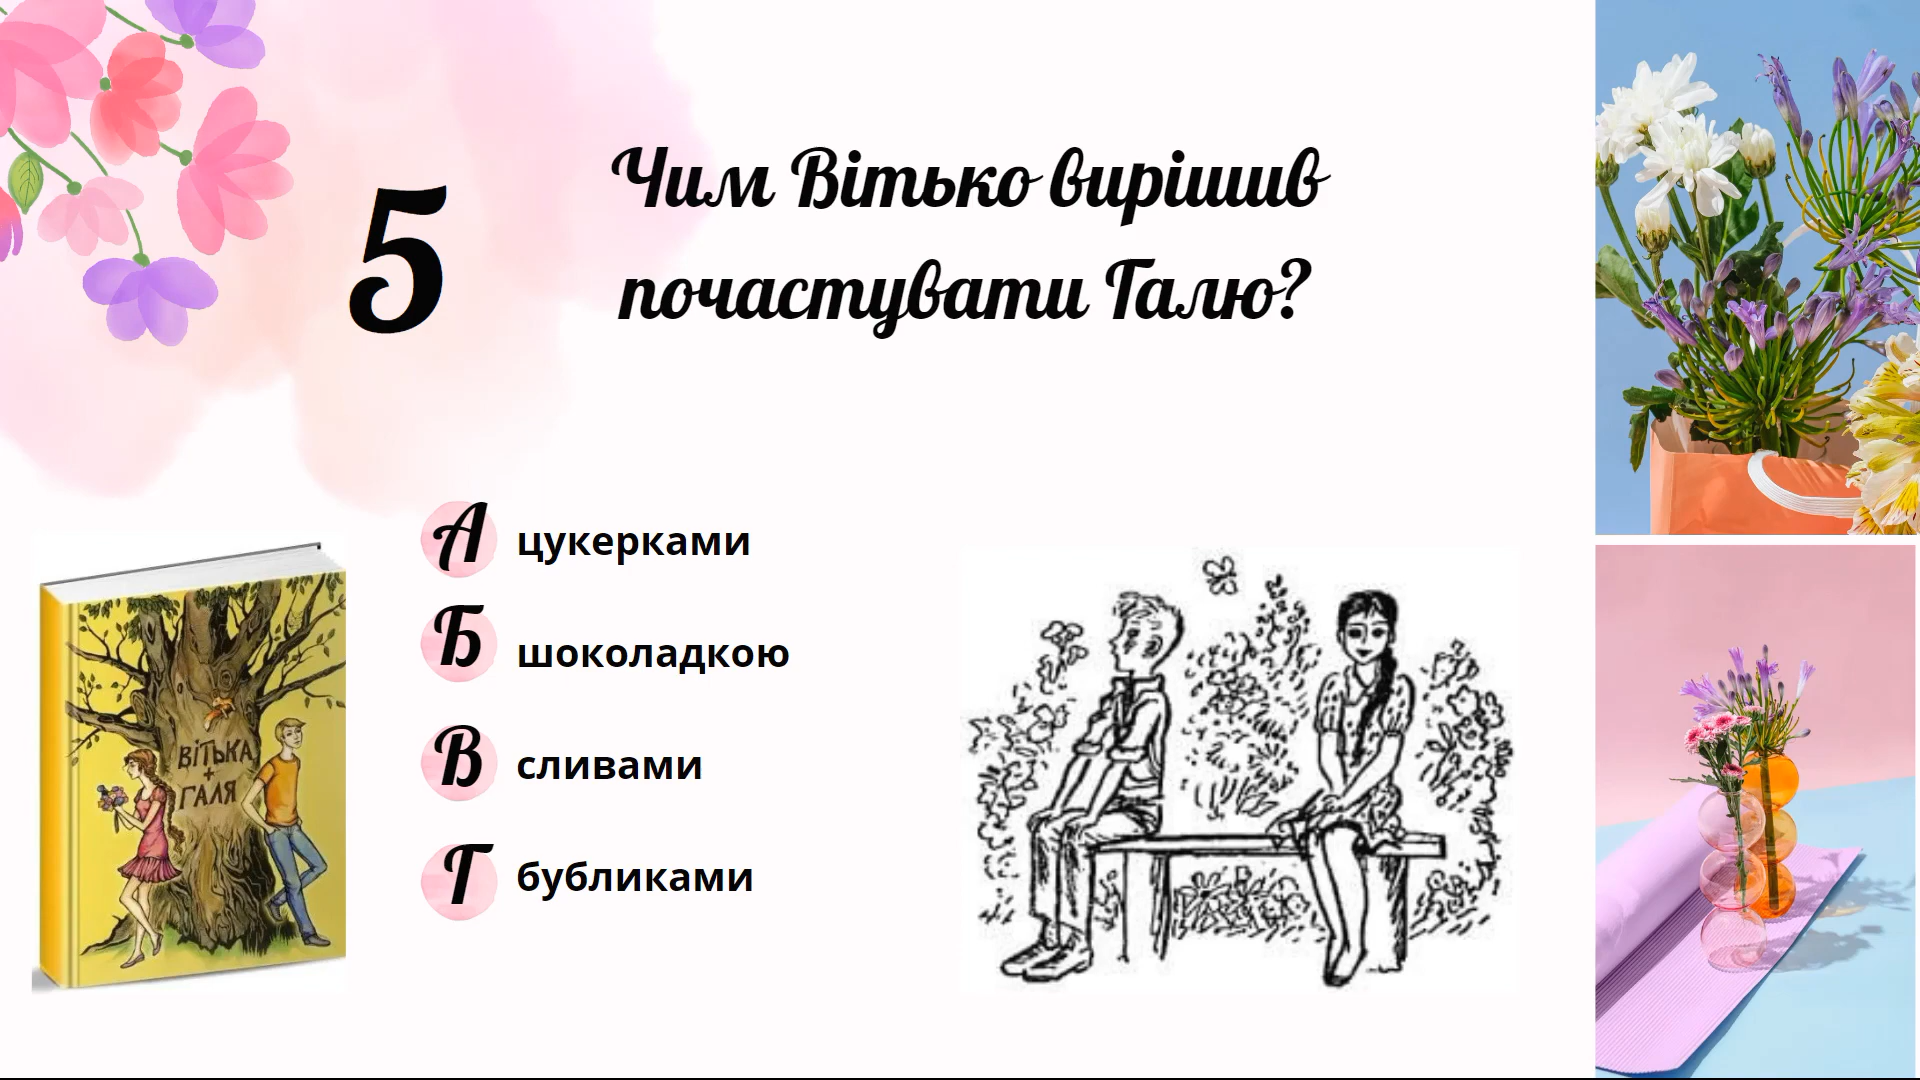 5
Чим Вітько вирішив
почастувати Галю?
А цукерками
Б шоколадкою
В сливами
Г бубликами
ВІТЬКА
+
ГАЛЯ